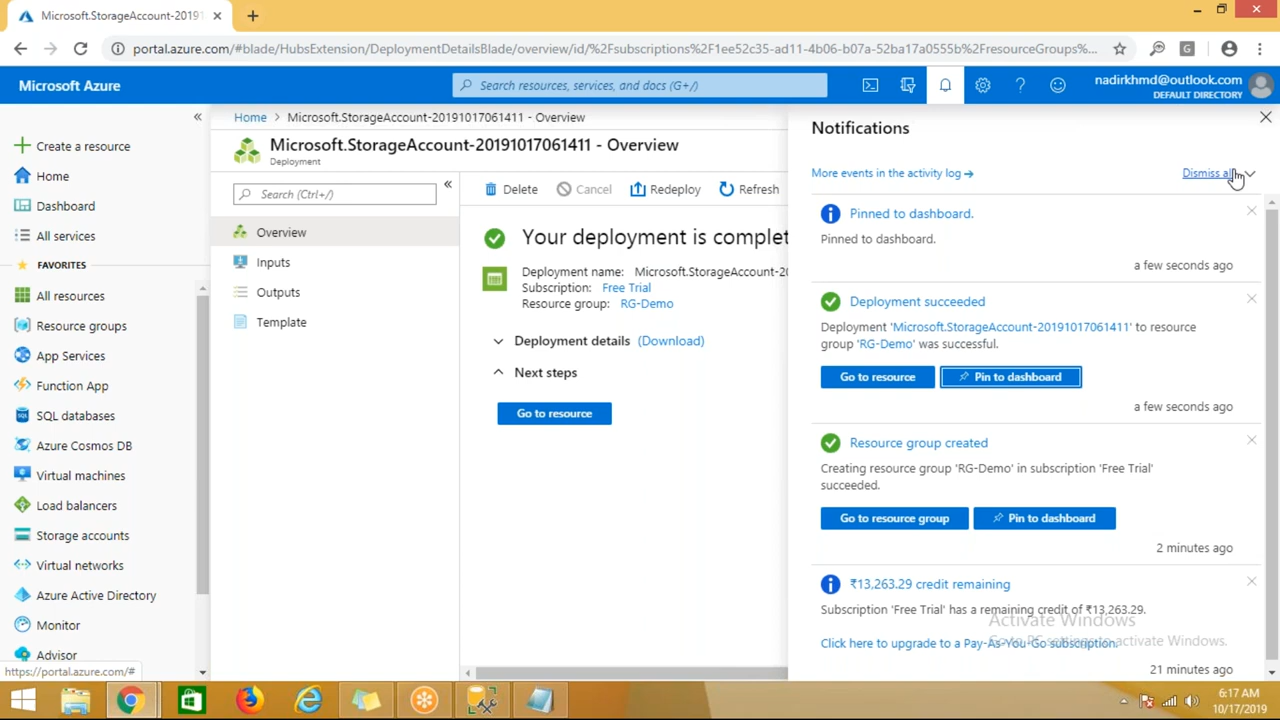 Microsoft.StorageAccount-20191
portal.azure.com/#blade/HubsExtension/DeploymentDetailsBlade/overview/id/%2Fsubscriptions%2F1ee52c35-ad11-4b06-b07a-52ba17a0555b%2FresourceGroups%...
Microsoft Azure
Search resources, services, and docs (G+/)
nadirkhmd@outlook.com
DEFAULT DIRECTORY
Create a resource
Home
Dashboard
All services
FAVORITES
All resources
Resource groups
App Services
Function App
SQL databases
Azure Cosmos DB
Virtual machines
Load balancers
Storage accounts
Virtual networks
Azure Active Directory
Monitor
Advisor
https://portal.azure.com/#
Home > Microsoft.StorageAccount-20191017061411 - Overview
Microsoft.StorageAccount-20191017061411 - Overview
Deployment
Search (Ctrl+/)
Overview
Inputs
Outputs
Template
Delete Cancel Redeploy Refresh
Your deployment is complet
Deployment name: Microsoft.StorageAccount-20
Subscription: Free Trial
Resource group: RG-Demo
Deployment details (Download)
Next steps
Go to resource
Notifications
More events in the activity log →
Dismiss all
Pinned to dashboard.
Pinned to dashboard.
a few seconds ago
Deployment succeeded
Deployment 'Microsoft.StorageAccount-20191017061411' to resource
group 'RG-Demo' was successful.
Go to resource Pin to dashboard
a few seconds ago
Resource group created
Creating resource group 'RG-Demo' in subscription 'Free Trial'
succeeded.
Go to resource group Pin to dashboard
2 minutes ago
₹13,263.29 credit remaining
Subscription 'Free Trial' has a remaining credit of ₹13,263.29.
Activate Windows
Go to PC settings to activate Windows.
Click here to upgrade to a Pay-As-You-Go subscription.
21 minutes ago
6:17 AM
10/17/2019